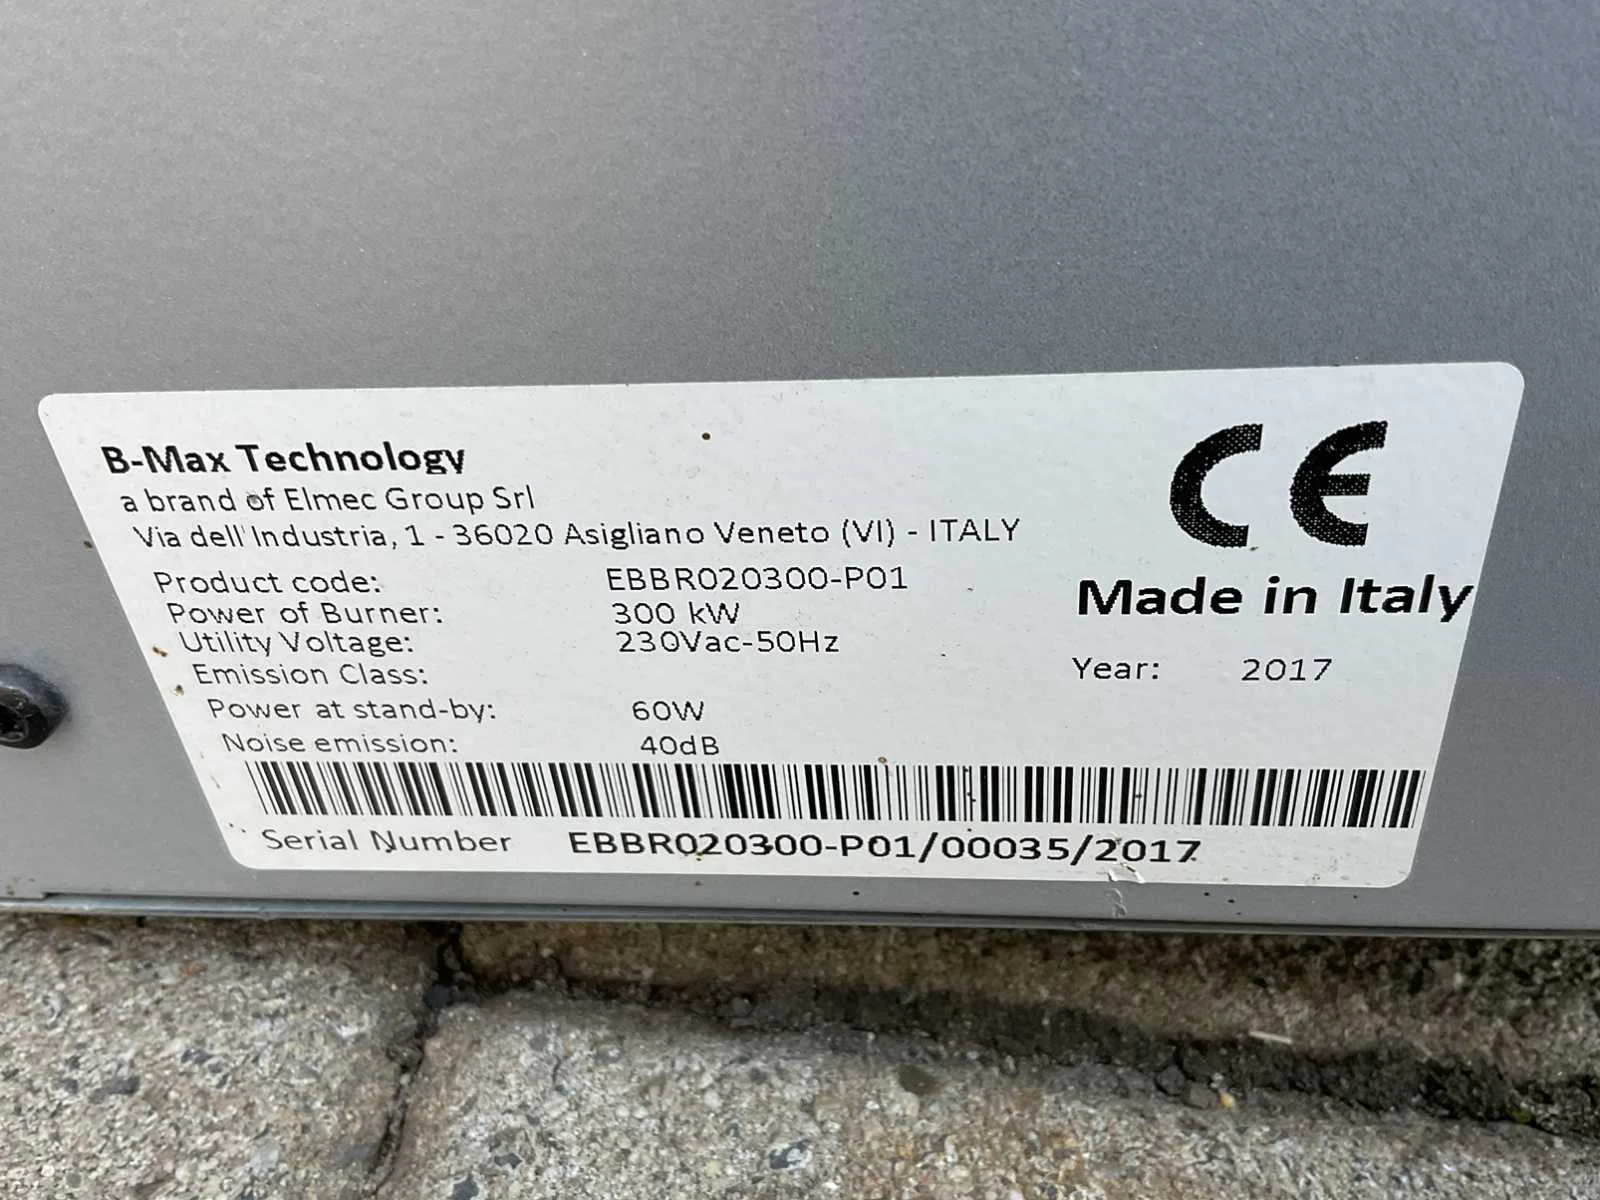 B-Max Technology
a brand of Elmec Group Srl
Via dell'Industria, 1 - 36020 Asigliano Veneto (VI) - ITALY
Product code: EBBR020300-P01
Power of Burner: 300 kW
Utility Voltage: 230Vac-50Hz
Emission Class:
Power at stand-by: 60W
Noise emission: 40dB
CE
Made in Italy
Year: 2017
Serial Number EBBR020300-P01/00035/2017